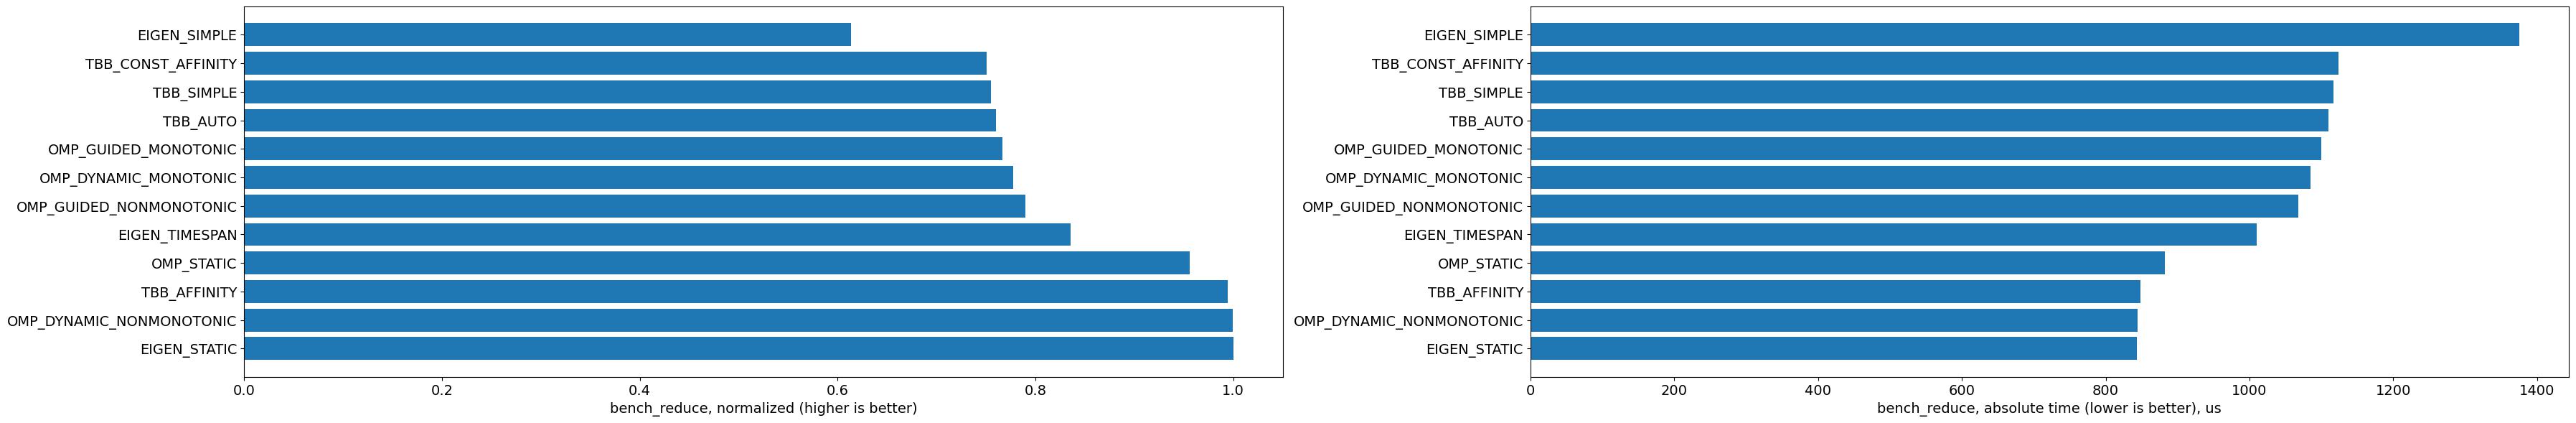 EIGEN_SIMPLE
TBB_CONST_AFFINITY
TBB_SIMPLE
TBB_AUTO
OMP_GUIDED_MONOTONIC
OMP_DYNAMIC_MONOTONIC
OMP_GUIDED_NONMONOTONIC
EIGEN_TIMESPAN
OMP_STATIC
TBB_AFFINITY
OMP_DYNAMIC_NONMONOTONIC
EIGEN_STATIC
0.0 0.2 0.4 0.6 0.8 1.0
bench_reduce, normalized (higher is better)
EIGEN_SIMPLE
TBB_CONST_AFFINITY
TBB_SIMPLE
TBB_AUTO
OMP_GUIDED_MONOTONIC
OMP_DYNAMIC_MONOTONIC
OMP_GUIDED_NONMONOTONIC
EIGEN_TIMESPAN
OMP_STATIC
TBB_AFFINITY
OMP_DYNAMIC_NONMONOTONIC
EIGEN_STATIC
0 200 400 600 800 1000 1200 1400
bench_reduce, absolute time (lower is better), us